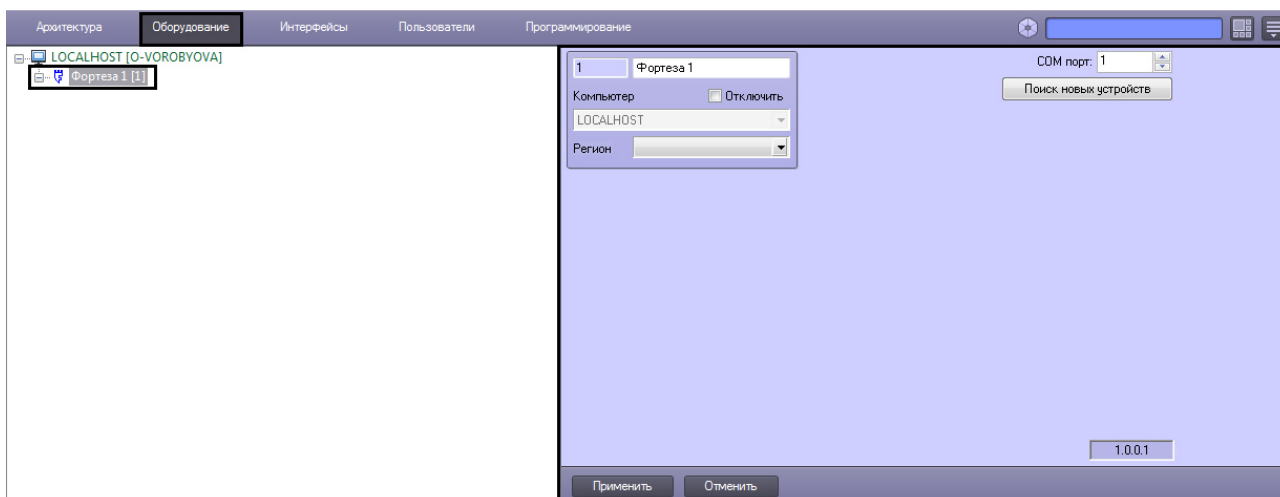 Архитектура Оборудование Интерфейсы Пользователи Программирование
LOCALHOST [O-VOROBYOVA]
Фортеза 1 [1]
1 Фортеза 1
Компьютер Отключить
LOCALHOST
Регион
COM порт: 1
Поиск новых устройств
1.0.0.1
Применить Отменить